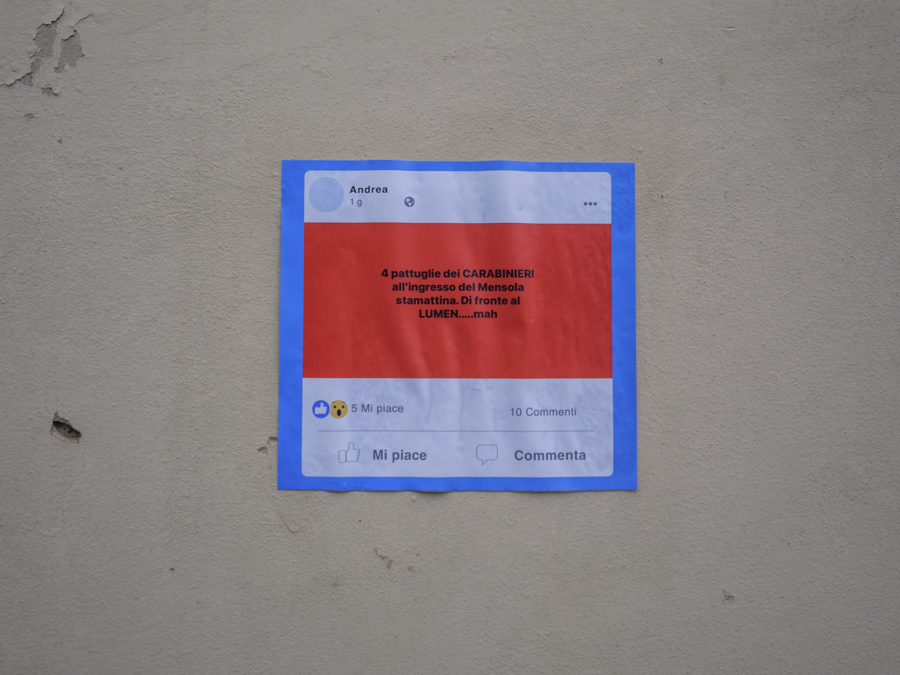 Andrea
1 g
4 pattuglie dei CARABINIERI
all'ingresso del Mensola
stamattina. Di fronte al
LUMEN.....mah
5 Mi piace
10 Commenti
Mi piace
Commenta